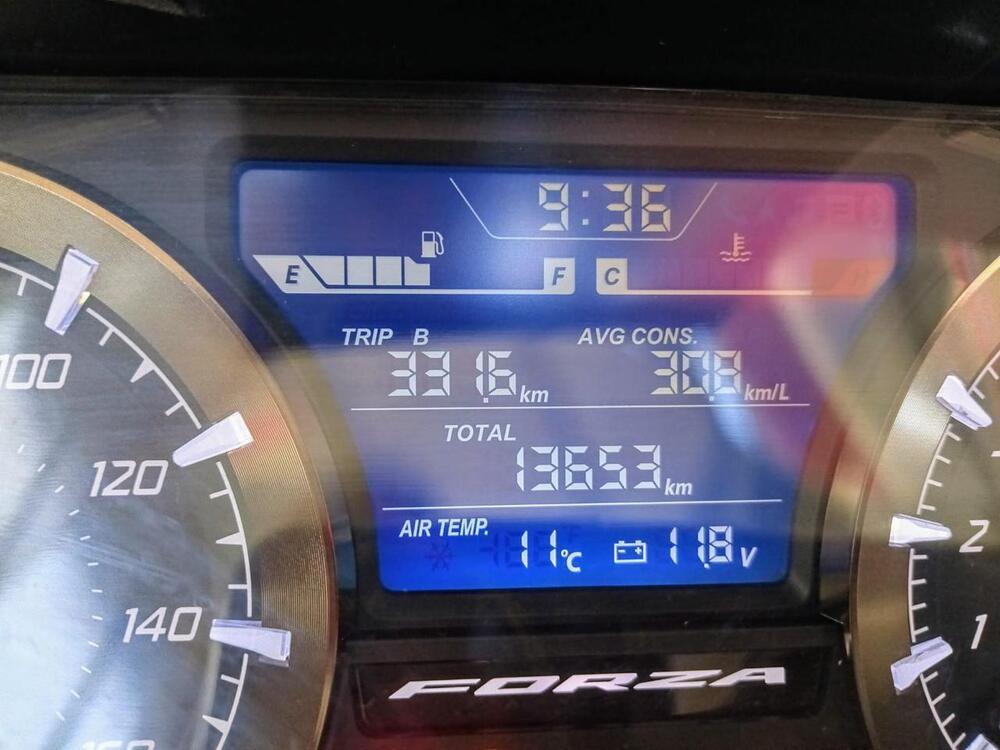 9:36
E F C
TRIP B AVG CONS.
331.6 km 30.8 km/L
TOTAL
13653 km
AIR TEMP. 11 °C 11.8 V
100
120
140
160
2
1
FORZA